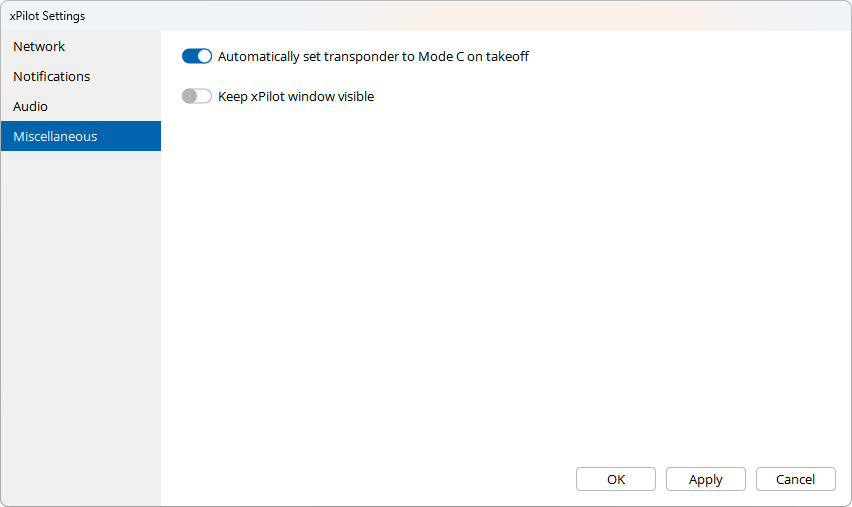 xPilot Settings
Network
Notifications
Audio
Miscellaneous
Automatically set transponder to Mode C on takeoff
Keep xPilot window visible
OK
Apply
Cancel